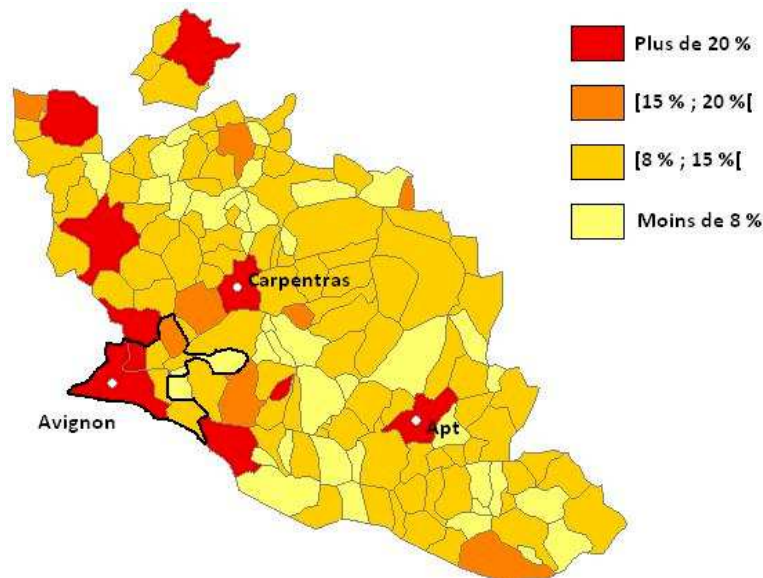 Plus de 20 %
[15 % ; 20 %[
[8 % ; 15 %[
Moins de 8 %
Carpentras
Avignon
Apt